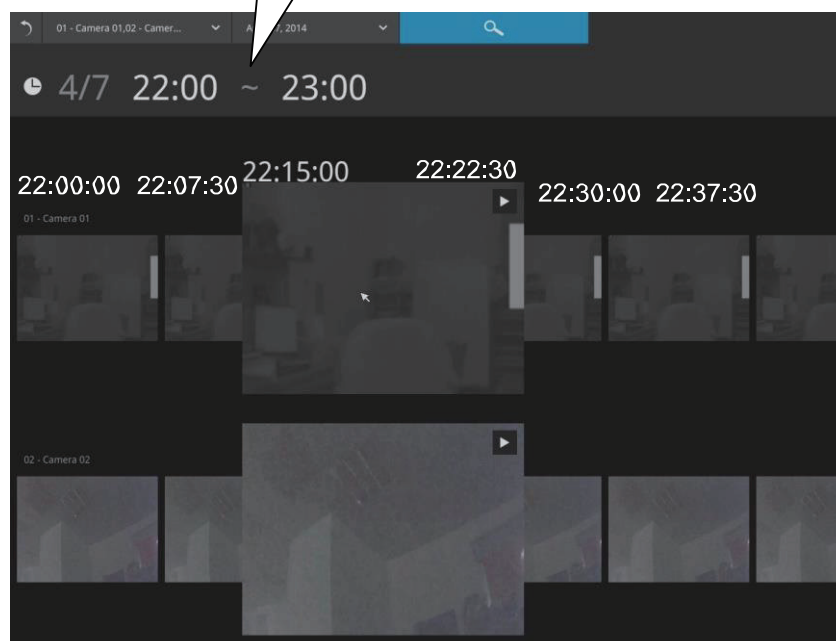 01 - Camera 01,02 - Camer... 7, 2014
4/7 22:00 ~ 23:00
22:00:00 22:07:30 22:15:00 22:22:30 22:30:00 22:37:30
01 - Camera 01
02 - Camera 02